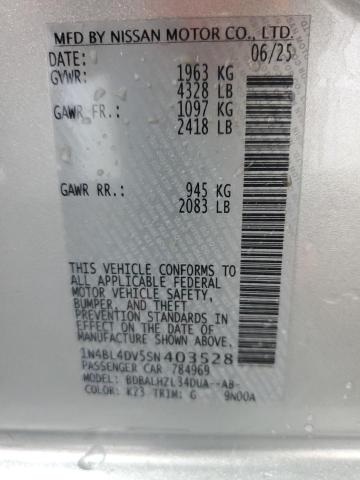 MFD BY NISSAN MOTOR CO., LTD.
DATE: 06/25
GVWR: 1963 KG
4328 LB
GAWR FR.: 1097 KG
2418 LB
GAWR RR.: 945 KG
2083 LB
THIS VEHICLE CONFORMS TO
ALL APPLICABLE FEDERAL
MOTOR VEHICLE SAFETY,
BUMPER, AND THEFT
PREVENTION STANDARDS IN
EFFECT ON THE DATE OF
MANUFACTURE SHOWN ABOVE.
1N4BL4DV5SN403528
PASSENGER CAR 784969
MODEL: BDBALHZL34DUA--AB-
COLOR: K23 TRIM: G 9N00A